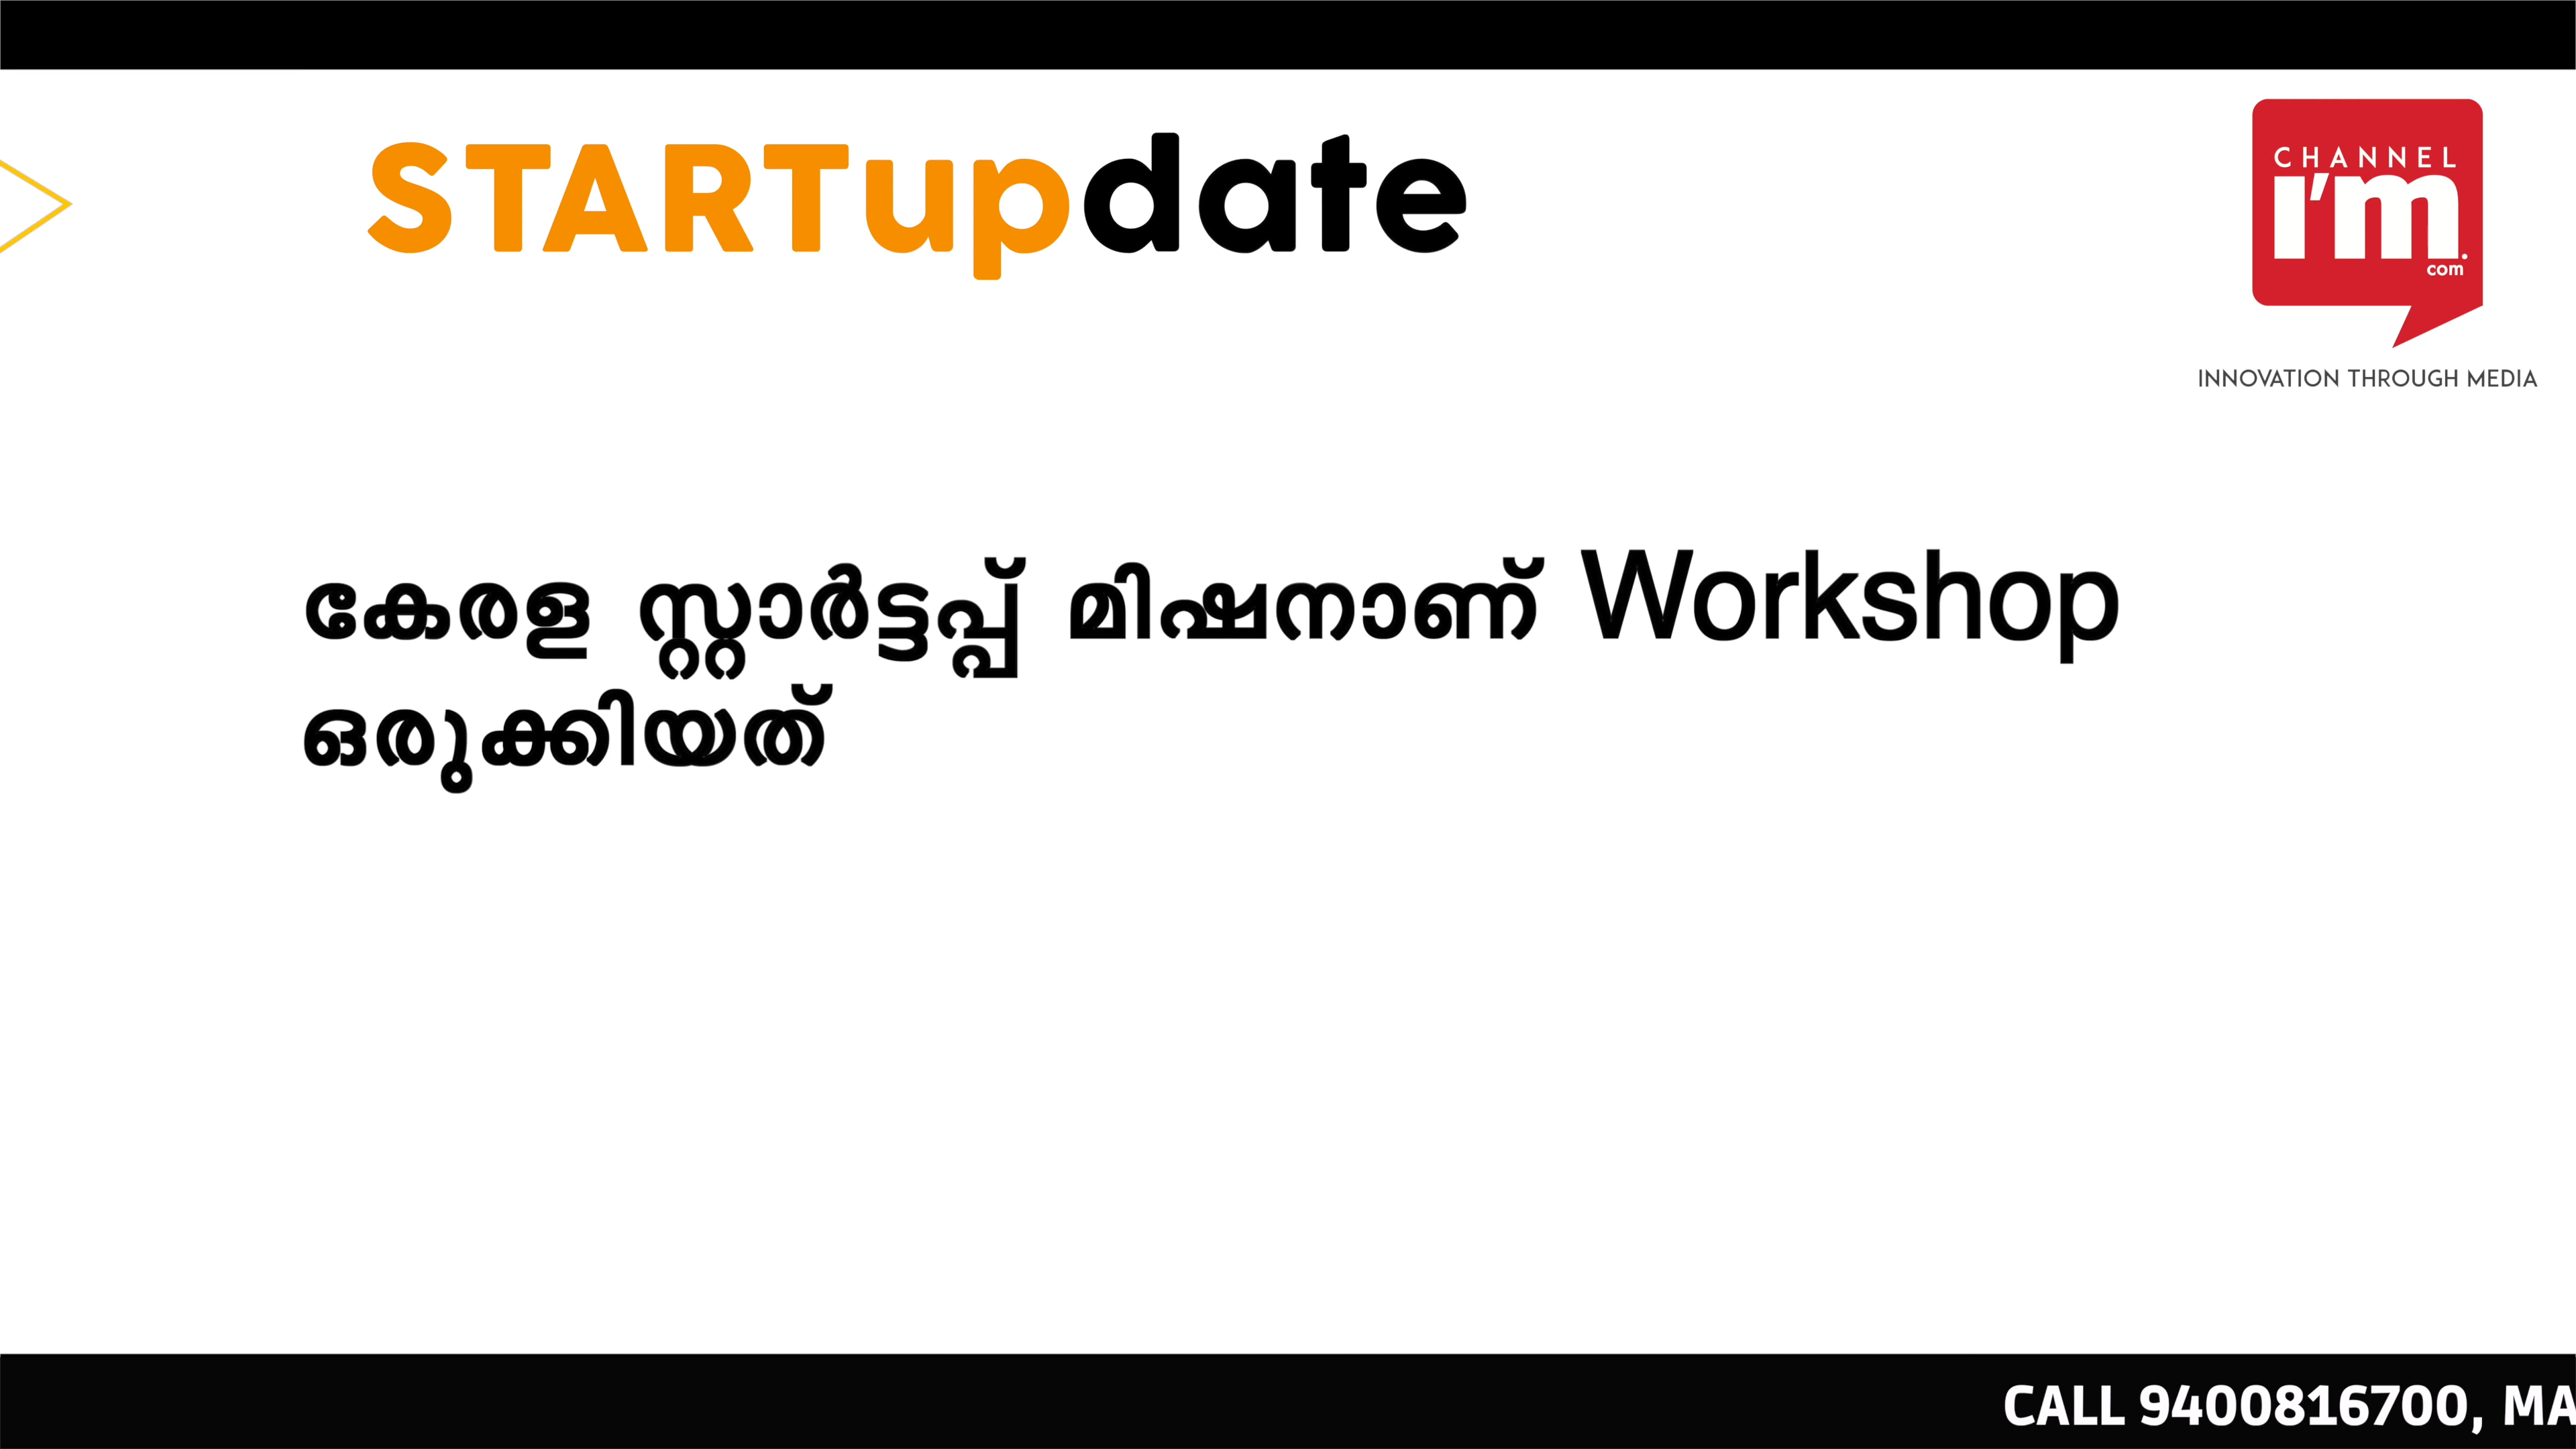 STARTupdate
CHANNEL
i'm
.com
INNOVATION THROUGH MEDIA
കേരള സ്റ്റാർട്ടപ്പ് മിഷനാണ് Workshop
ഒരുക്കിയത്
CALL 9400816700, MA